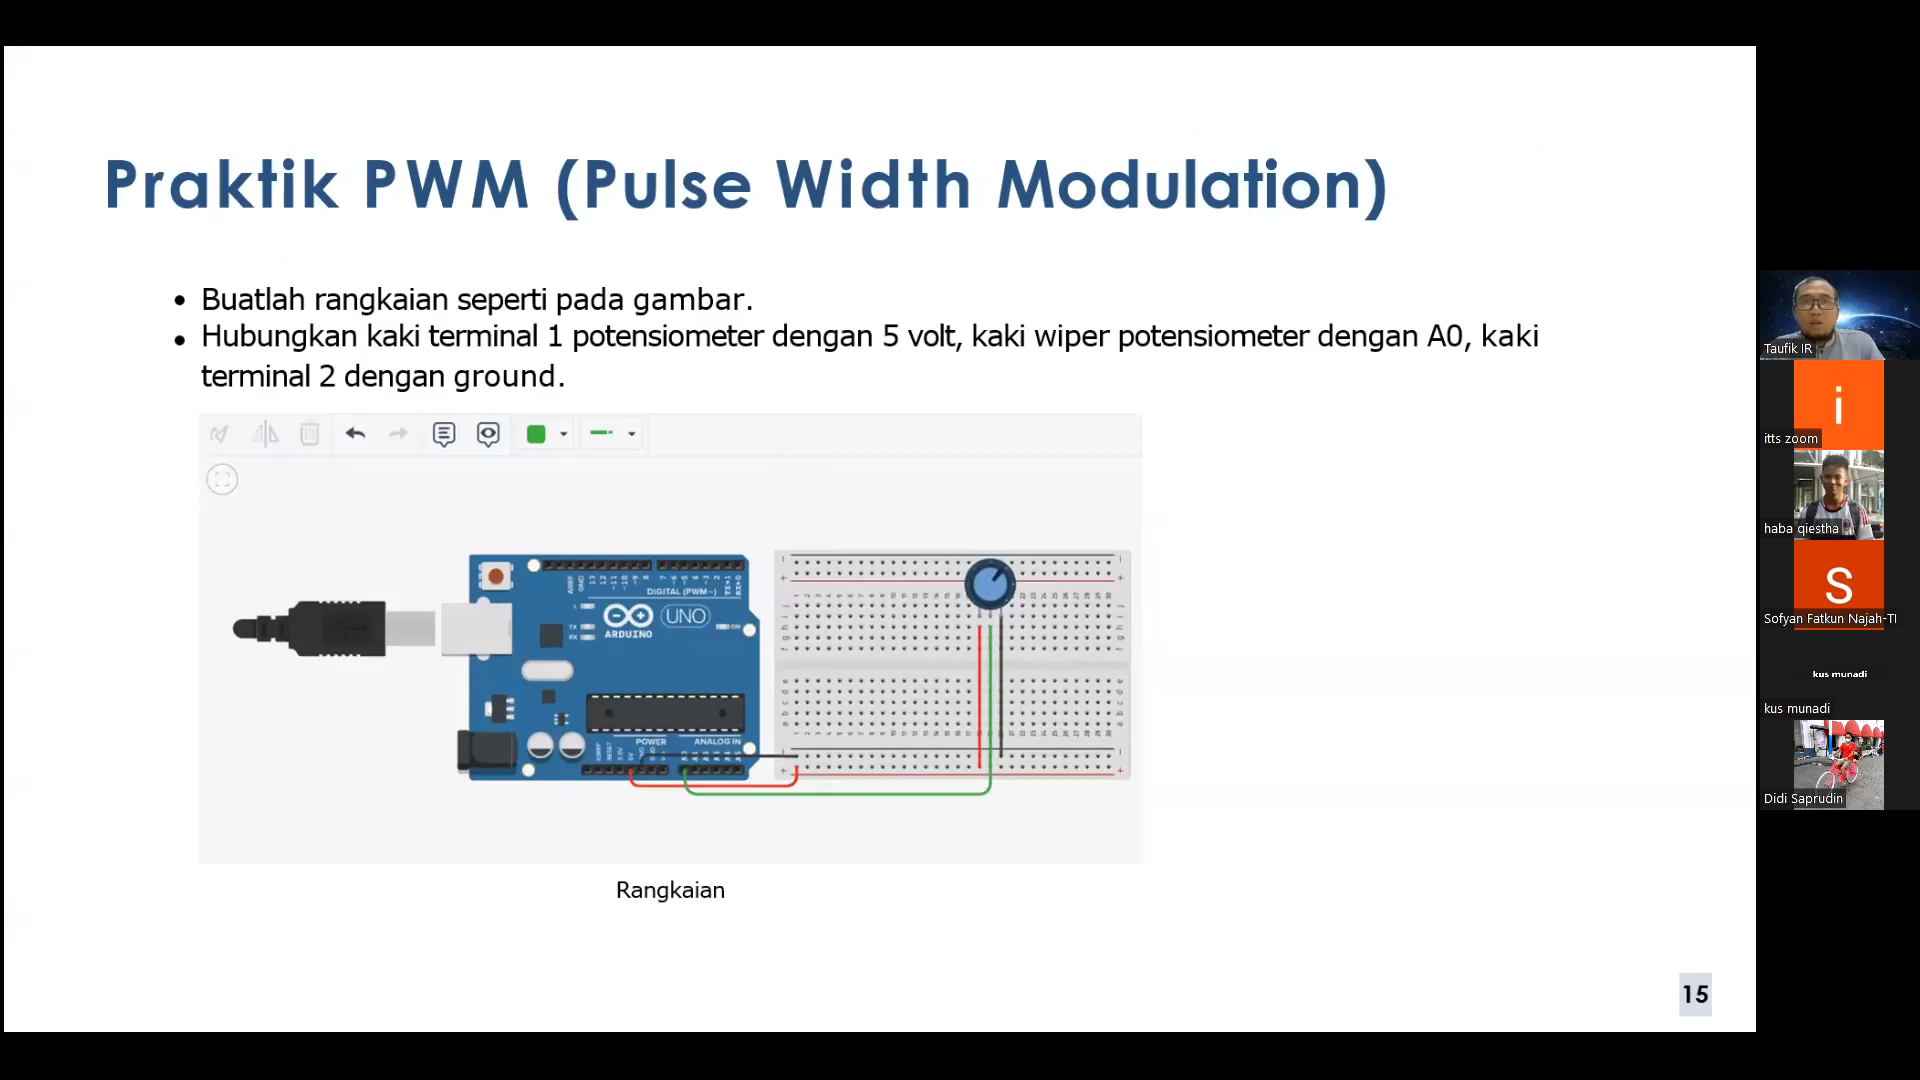 Praktik PWM (Pulse Width Modulation)
• Buatlah rangkaian seperti pada gambar.
• Hubungkan kaki terminal 1 potensiometer dengan 5 volt, kaki wiper potensiometer dengan A0, kaki
terminal 2 dengan ground.
DIGITAL (PWM~)
UNO
ARDUINO
ON
POWER
ANALOG IN
Rangkaian
15
Taufik IR
i
itts zoom
haba qiestha
S
Sofyan Fatkun Najah-TI
kus munadi
kus munadi
Didi Saprudin